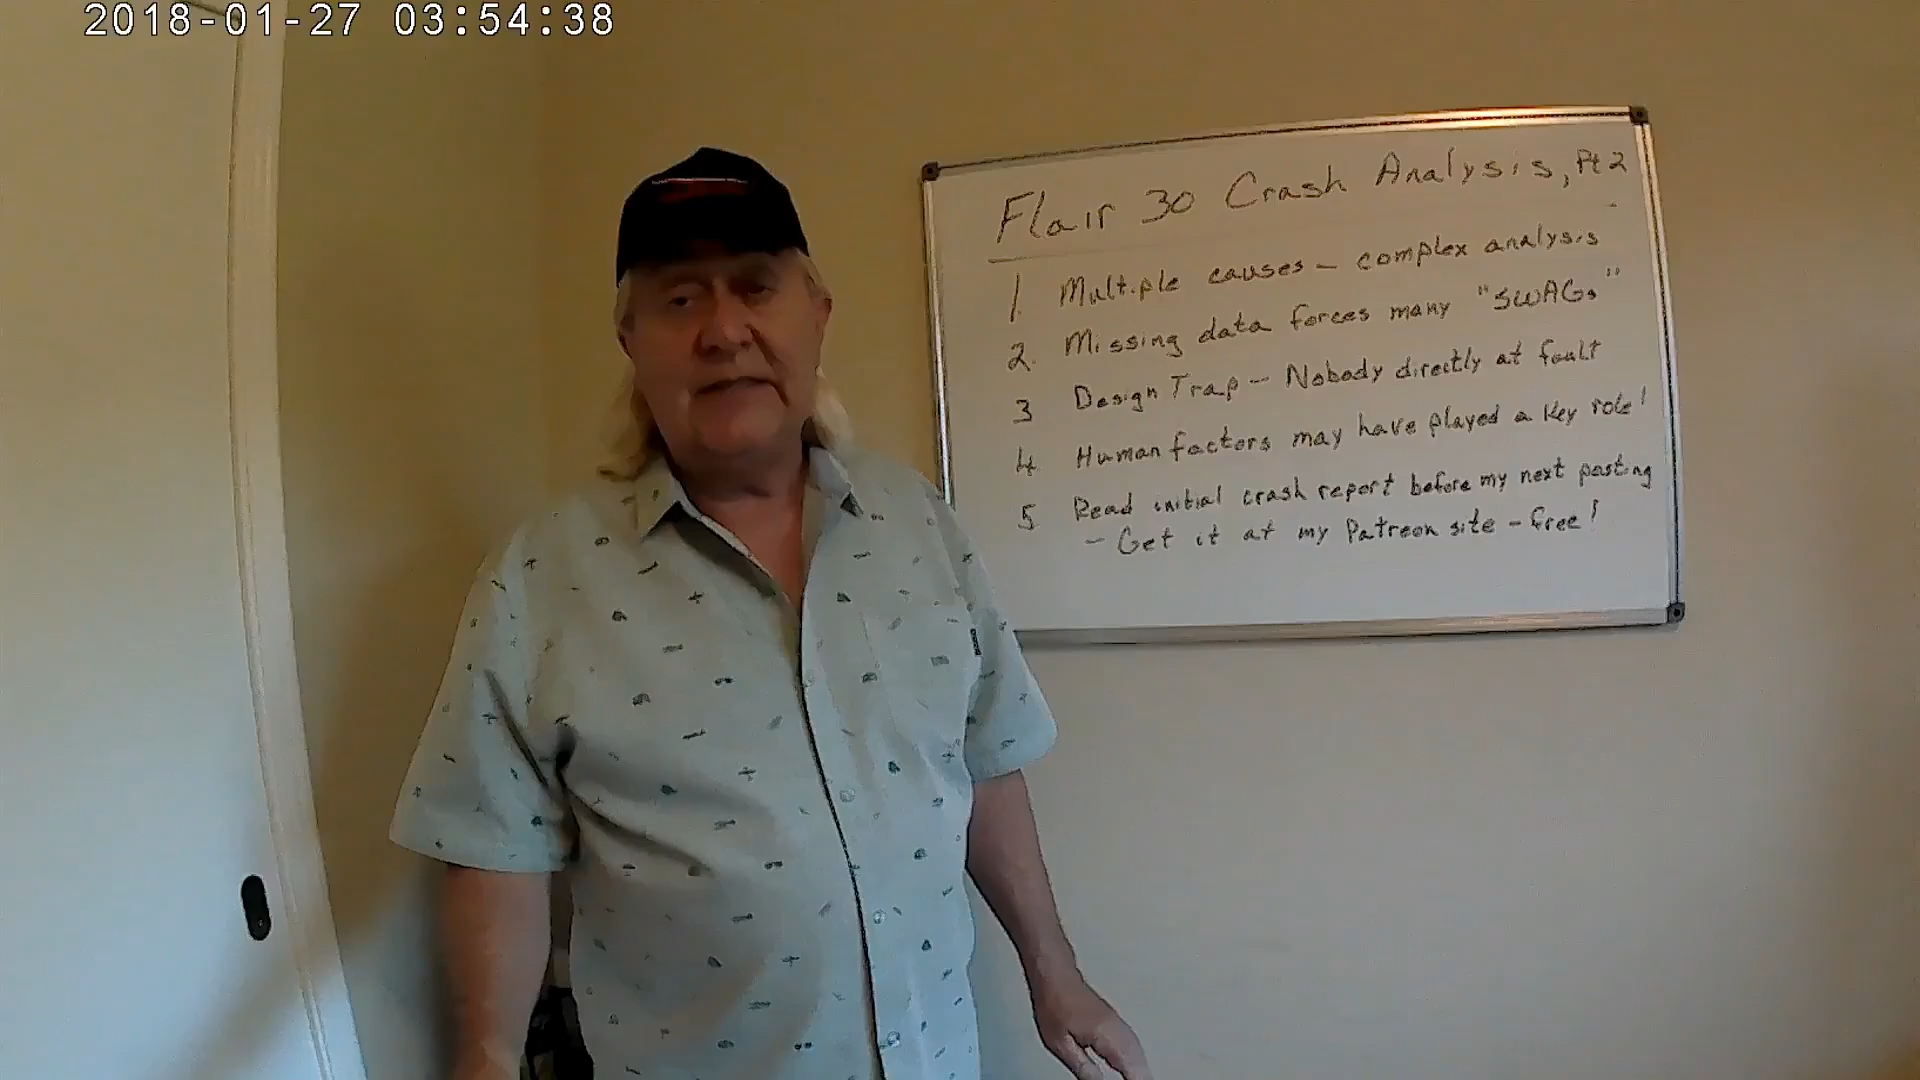 2018-01-27 03:54:38
Flair 30 Crash Analysis, Pt 2
1. Multiple causes - complex analysis
2. Missing data forces many "SWAGs"
3 Design Trap - Nobody directly at fault
4 Human factors may have played a key role!
5 Read initial crash report before my next posting
- Get it at my Patreon site - free!